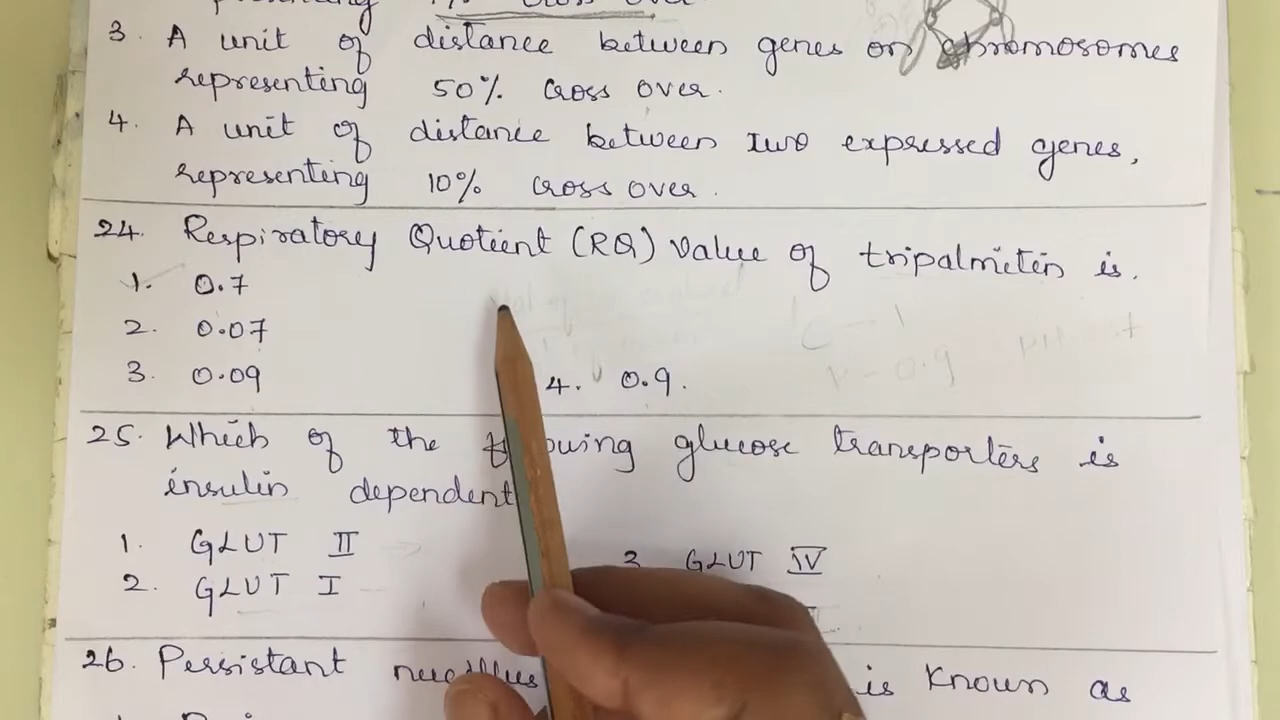 3. A unit of distance between genes on chromosomes
representing 50% cross over.
4. A unit of distance between two expressed genes,
representing 10% cross over.
24. Respiratory Quotient (RQ) Value of tripalmitin is.
1. 0.7
2. 0.07
3. 0.09 4. 0.9.
25. Which of the glucose transporters is
insulin dependent
1. GLUT II
3. GLUT IV
2. GLUT I
26. Persistant is known as